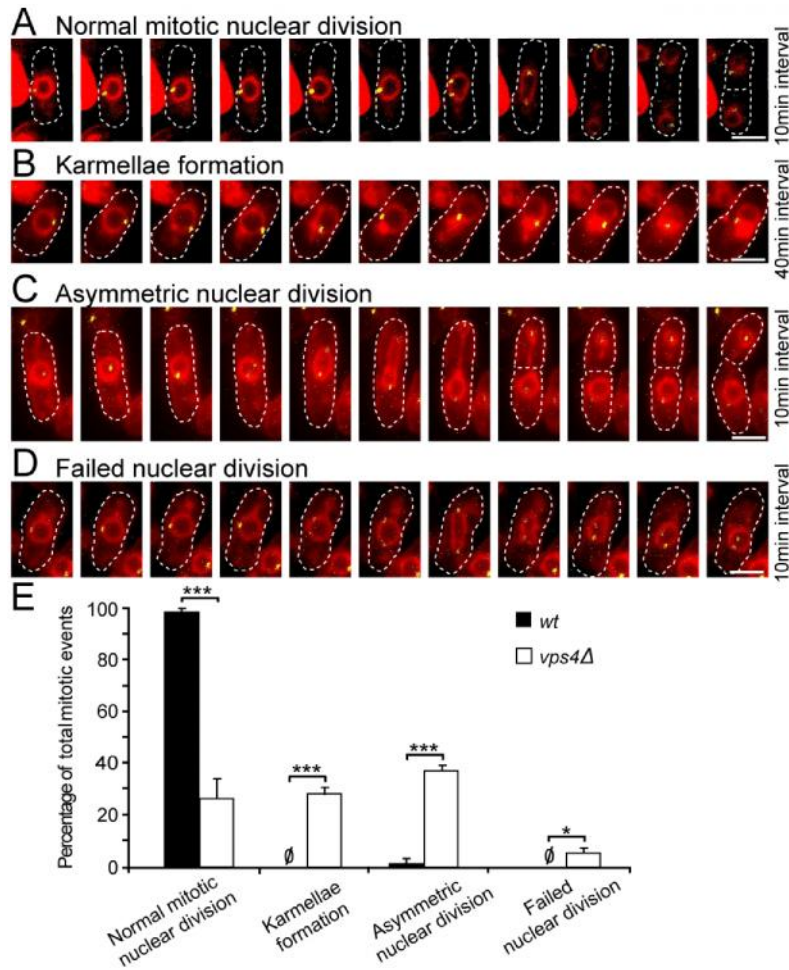 A Normal mitotic nuclear division
10min interval
B Karmellae formation
40min interval
C Asymmetric nuclear division
10min interval
D Failed nuclear division
10min interval
E
Percentage of total mitotic events
100
80
60
40
20
0
***
***
***
*
ø
ø
wt
vps4Δ
Normal mitotic
nuclear division
Karmellae
formation
Asymmetric
nuclear division
Failed
nuclear division